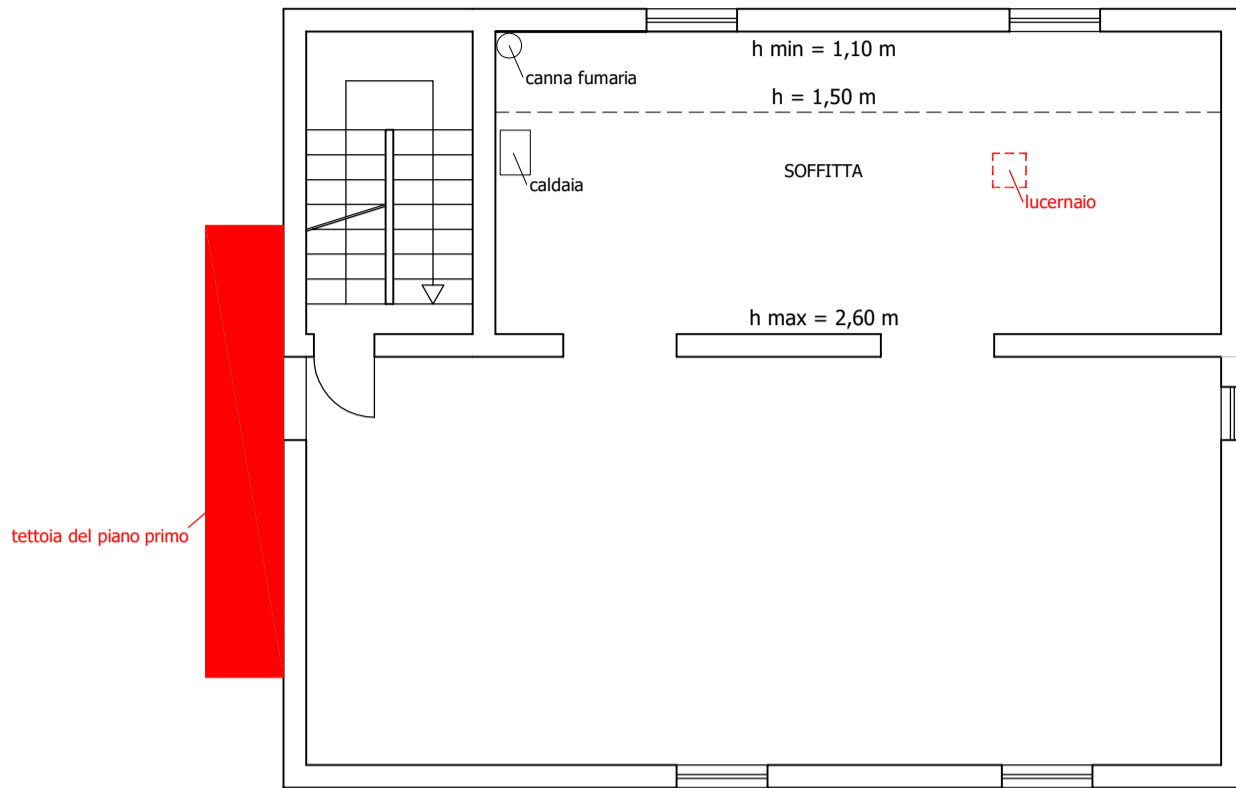 h min = 1,10 m
canna fumaria
h = 1,50 m
SOFFITTA
caldaia
lucernaio
h max = 2,60 m
tettoia del piano primo